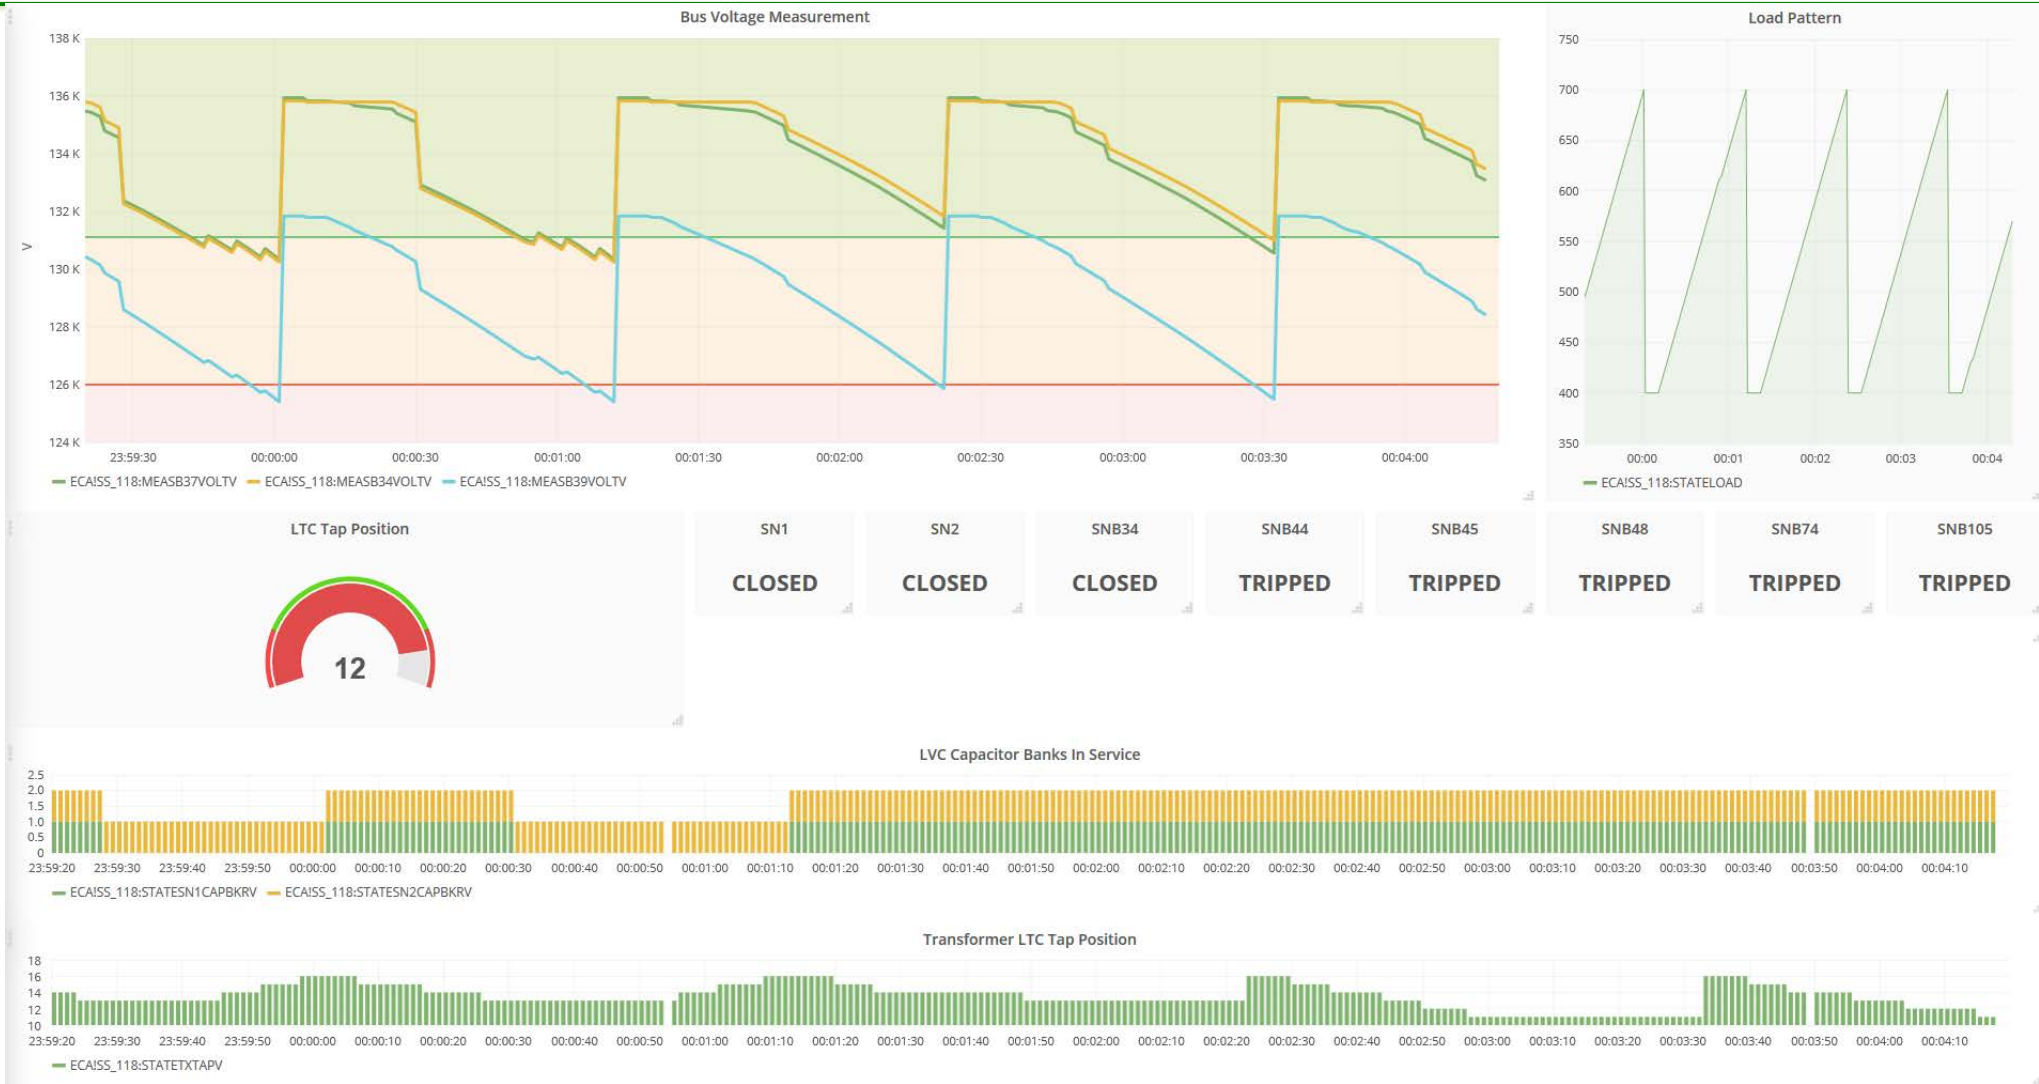 Bus Voltage Measurement
138 K
136 K
134 K
132 K
130 K
128 K
126 K
124 K
V
23:59:30 00:00:00 00:00:30 00:01:00 00:01:30 00:02:00 00:02:30 00:03:00 00:03:30 00:04:00
ECA!SS_118:MEASB37VOLTV ECA!SS_118:MEASB34VOLTV ECA!SS_118:MEASB39VOLTV
Load Pattern
750
700
650
600
550
500
450
400
350
00:00 00:01 00:02 00:03 00:04
ECA!SS_118:STATELOAD
LTC Tap Position
12
SN1
CLOSED
SN2
CLOSED
SNB34
CLOSED
SNB44
TRIPPED
SNB45
TRIPPED
SNB48
TRIPPED
SNB74
TRIPPED
SNB105
TRIPPED
LVC Capacitor Banks In Service
2.5
2.0
1.5
1.0
0.5
0
23:59:20 23:59:30 23:59:40 23:59:50 00:00:00 00:00:10 00:00:20 00:00:30 00:00:40 00:00:50 00:01:00 00:01:10 00:01:20 00:01:30 00:01:40 00:01:50 00:02:00 00:02:10 00:02:20 00:02:30 00:02:40 00:02:50 00:03:00 00:03:10 00:03:20 00:03:30 00:03:40 00:03:50 00:04:00 00:04:10
ECA!SS_118:STATESN1CAPBKRV ECA!SS_118:STATESN2CAPBKRV
Transformer LTC Tap Position
18
16
14
12
10
23:59:20 23:59:30 23:59:40 23:59:50 00:00:00 00:00:10 00:00:20 00:00:30 00:00:40 00:00:50 00:01:00 00:01:10 00:01:20 00:01:30 00:01:40 00:01:50 00:02:00 00:02:10 00:02:20 00:02:30 00:02:40 00:02:50 00:03:00 00:03:10 00:03:20 00:03:30 00:03:40 00:03:50 00:04:00 00:04:10
ECA!SS_118:STATETXTAPV